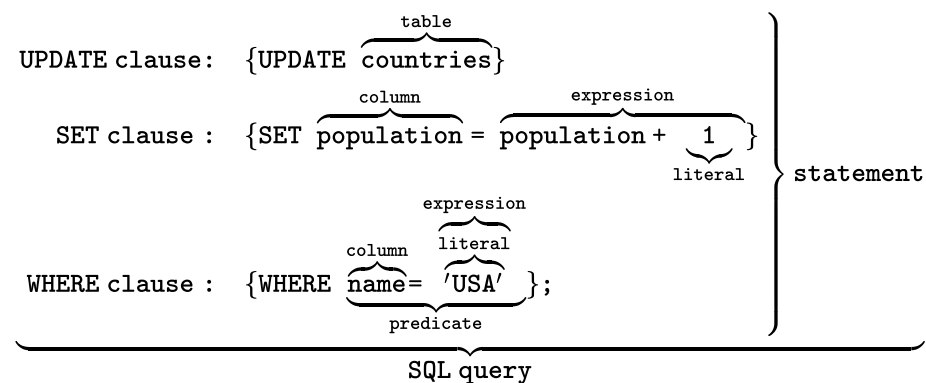 table
UPDATE clause: {UPDATE countries}
column expression
SET clause : {SET population = population + 1 }
literal
statement
expression
literal
column
WHERE clause : {WHERE name= 'USA' };
predicate
SQL query